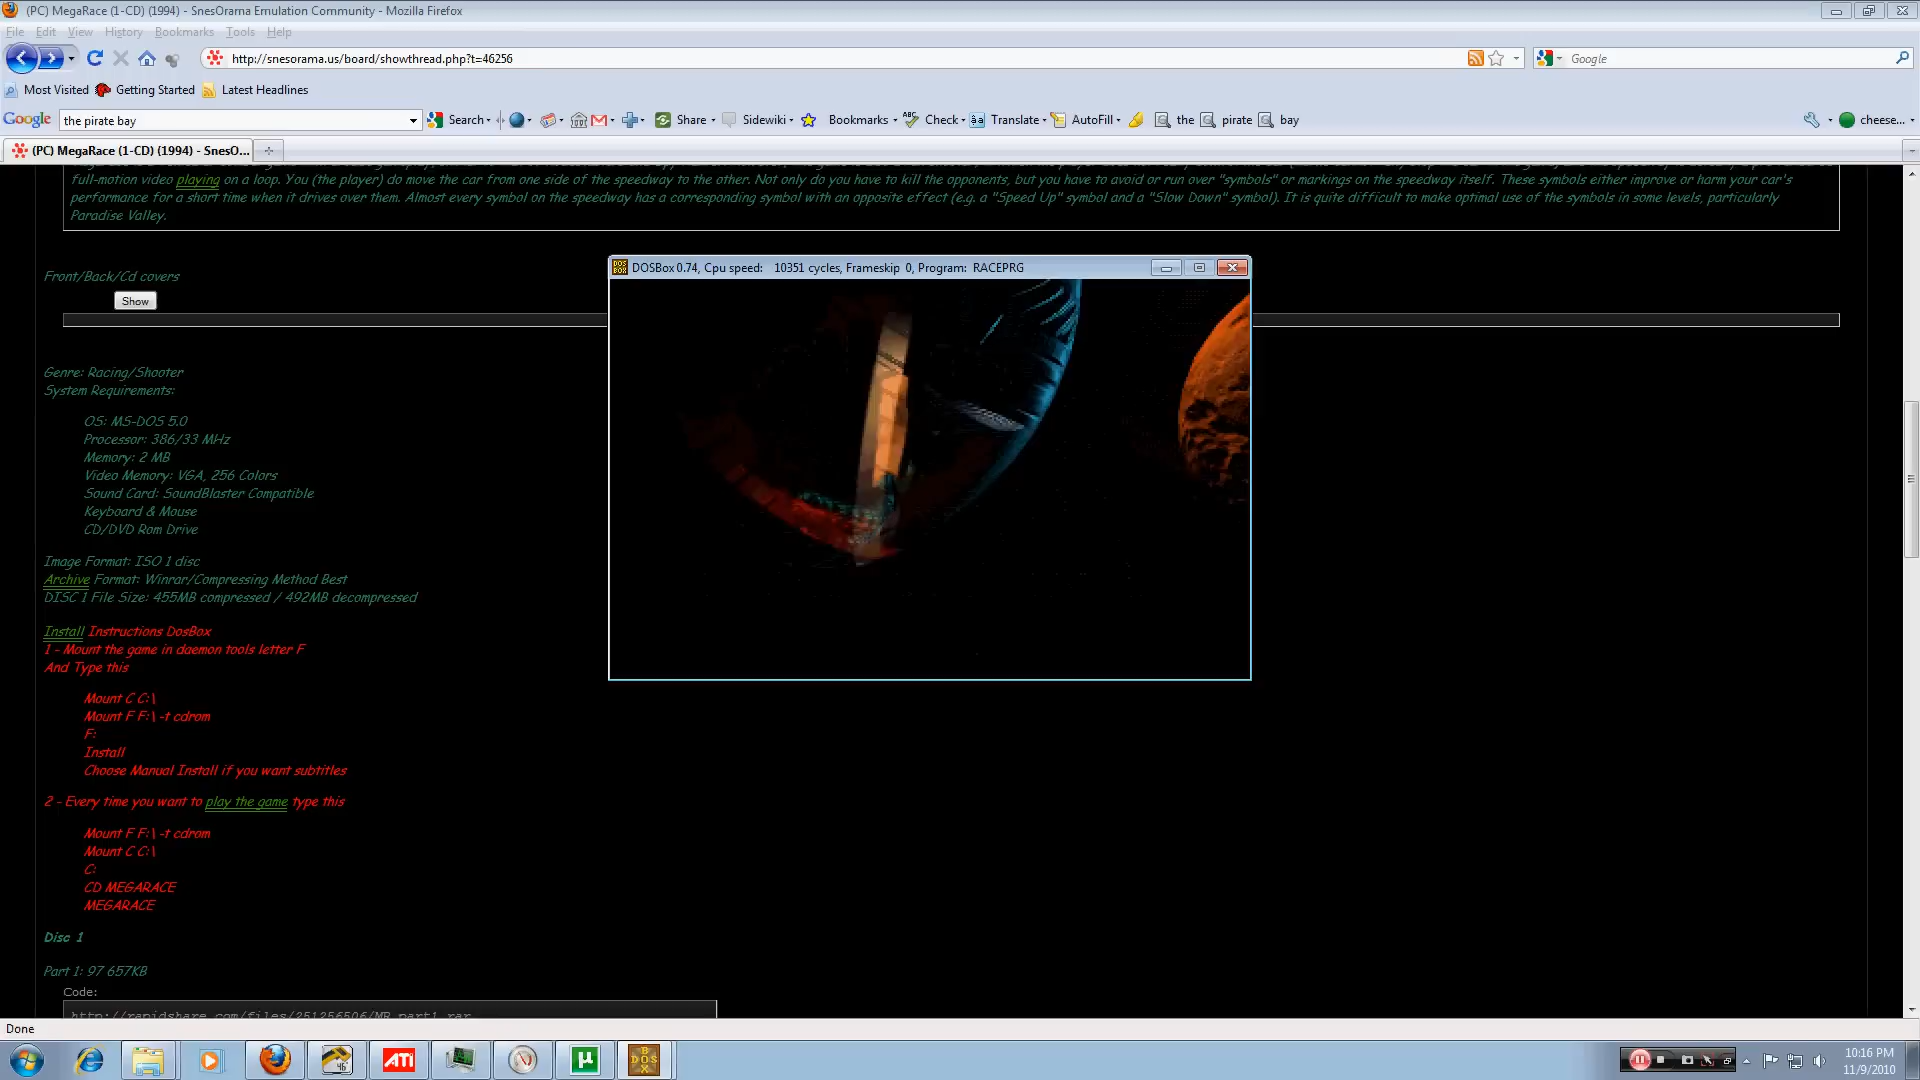 (PC) MegaRace (1-CD) (1994) - SnesOrama Emulation Community - Mozilla Firefox
File Edit View History Bookmarks Tools Help
http://snesorama.us/board/showthread.php?t=46256
Google
Most Visited Getting Started Latest Headlines
Google the pirate bay Search Share Sidewiki Bookmarks Check Translate AutoFill the pirate bay cheese...
(PC) MegaRace (1-CD) (1994) - SnesO...
full-motion video playing on a loop. You (the player) do move the car from one side of the speedway to the other. Not only do you have to kill the opponents, but you have to avoid or run over "symbols" or markings on the speedway itself. These symbols either improve or harm your car's
performance for a short time when it drives over them. Almost every symbol on the speedway has a corresponding symbol with an opposite effect (e.g. a "Speed Up" symbol and a "Slow Down" symbol). It is quite difficult to make optimal use of the symbols in some levels, particularly
Paradise Valley.
DOSBox 0.74, Cpu speed: 10351 cycles, Frameskip 0, Program: RACEPRG
Front/Back/Cd covers
Show
Genre: Racing/Shooter
System Requirements:
OS: MS-DOS 5.0
Processor: 386/33 MHz
Memory: 2 MB
Video Memory: VGA, 256 Colors
Sound Card: SoundBlaster Compatible
Keyboard & Mouse
CD/DVD Rom Drive
Image Format: ISO 1 disc
Archive Format: Winrar/Compressing Method Best
DISC 1 File Size: 455MB compressed / 492MB decompressed
Install Instructions DosBox
1 - Mount the game in daemon tools letter F
And Type this
Mount C C:\
Mount F F:\ -t cdrom
F:
Install
Choose Manual Install if you want subtitles
2 - Every time you want to play the game type this
Mount F F:\ -t cdrom
Mount C C:\
C:
CD MEGARACE
MEGARACE
Disc 1
Part 1: 97 657KB
Code:
http://rapidshare.com/files/251256506/MR.part1.rar
Done
10:16 PM
11/9/2010